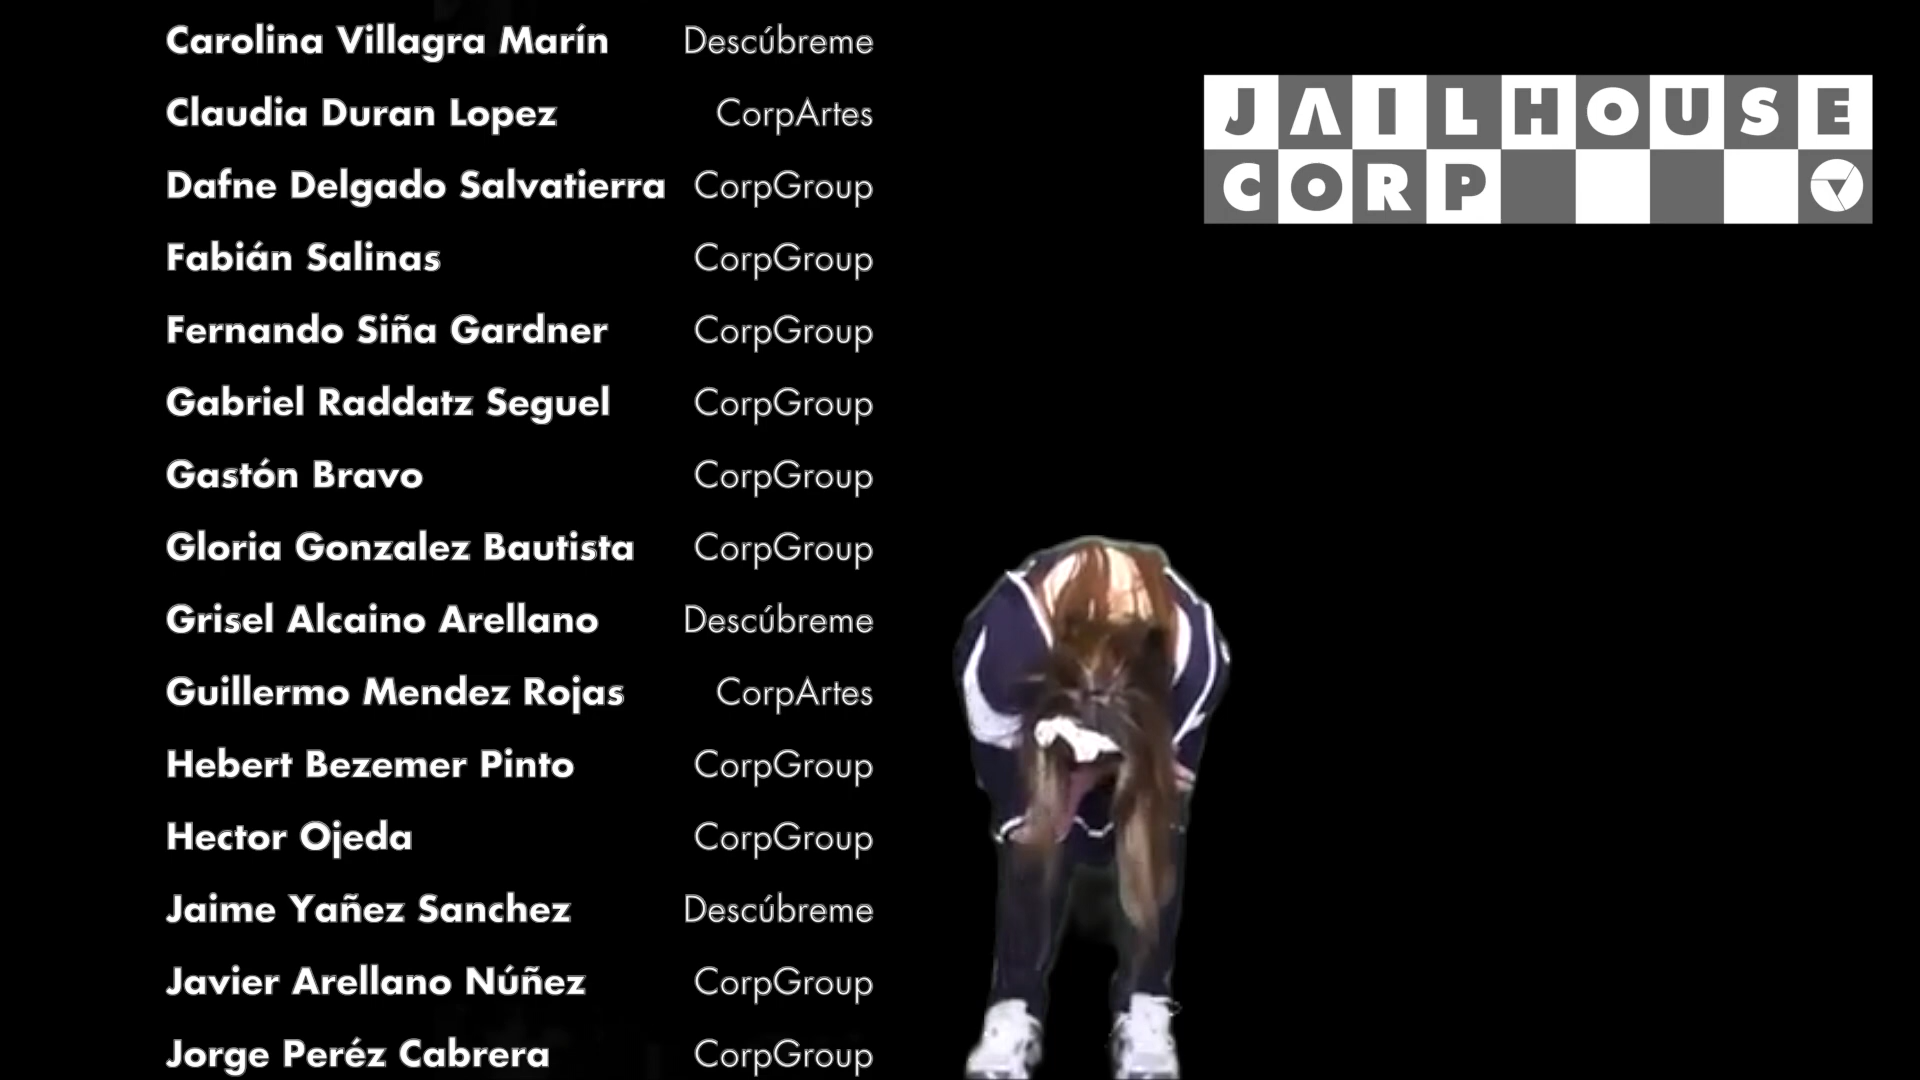 Carolina Villagra Marín Descúbreme
Claudia Duran Lopez CorpArtes
Dafne Delgado Salvatierra CorpGroup
Fabián Salinas CorpGroup
Fernando Siña Gardner CorpGroup
Gabriel Raddatz Seguel CorpGroup
Gastón Bravo CorpGroup
Gloria Gonzalez Bautista CorpGroup
Grisel Alcaino Arellano Descúbreme
Guillermo Mendez Rojas CorpArtes
Hebert Bezemer Pinto CorpGroup
Hector Ojeda CorpGroup
Jaime Yañez Sanchez Descúbreme
Javier Arellano Núñez CorpGroup
Jorge Peréz Cabrera CorpGroup
JAILHOUSE
CORP